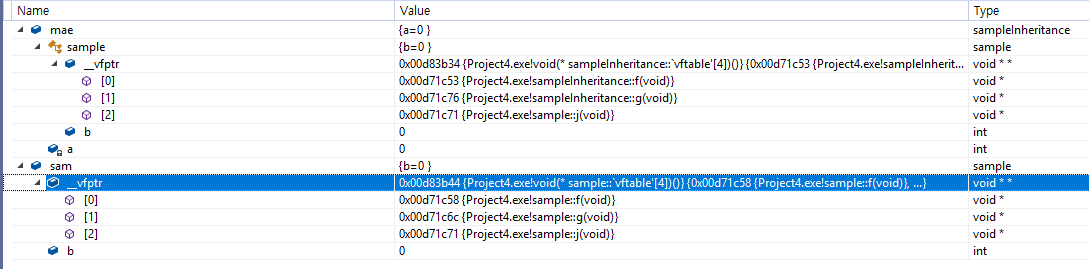 Name Value Type
mae {a=0 } sampleInheritance
sample {b=0 } sample
__vfptr 0x00d83b34 {Project4.exe!void(* sampleInheritance::`vftable'[4])()} {0x00d71c53 {Project4.exe!sampleInherit... void * *
[0] 0x00d71c53 {Project4.exe!sampleInheritance::f(void)} void *
[1] 0x00d71c76 {Project4.exe!sampleInheritance::g(void)} void *
[2] 0x00d71c71 {Project4.exe!sample::j(void)} void *
b 0 int
a 0 int
sam {b=0 } sample
__vfptr 0x00d83b44 {Project4.exe!void(* sample::`vftable'[4])()} {0x00d71c58 {Project4.exe!sample::f(void)}, ...} void * *
[0] 0x00d71c58 {Project4.exe!sample::f(void)} void *
[1] 0x00d71c6c {Project4.exe!sample::g(void)} void *
[2] 0x00d71c71 {Project4.exe!sample::j(void)} void *
b 0 int